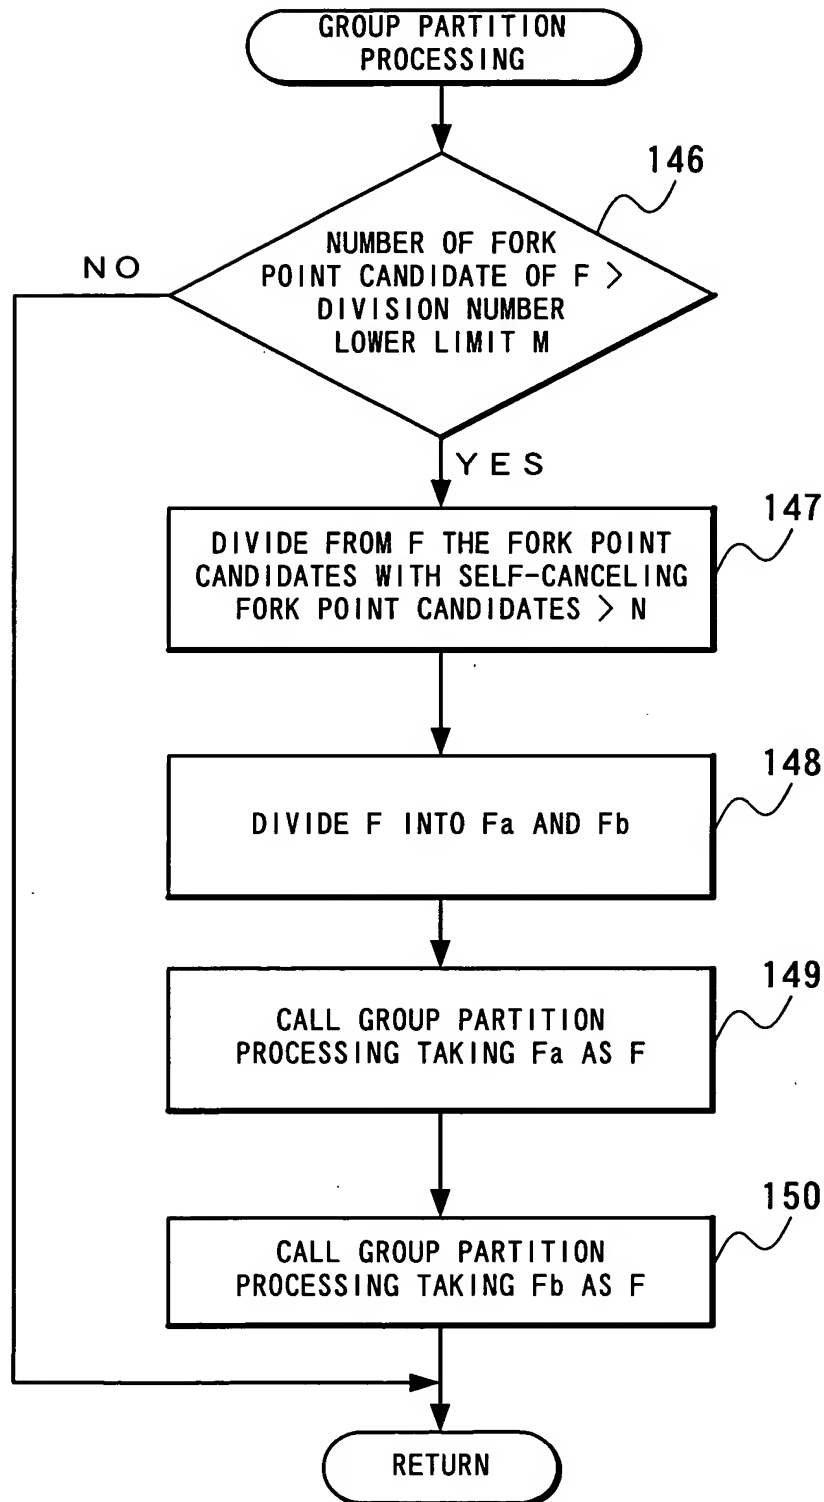 GROUP PARTITION
PROCESSING
146
NUMBER OF FORK
POINT CANDIDATE OF F >
DIVISION NUMBER
LOWER LIMIT M
NO
YES
147
DIVIDE FROM F THE FORK POINT
CANDIDATES WITH SELF-CANCELING
FORK POINT CANDIDATES > N
148
DIVIDE F INTO Fa AND Fb
149
CALL GROUP PARTITION
PROCESSING TAKING Fa AS F
150
CALL GROUP PARTITION
PROCESSING TAKING Fb AS F
RETURN